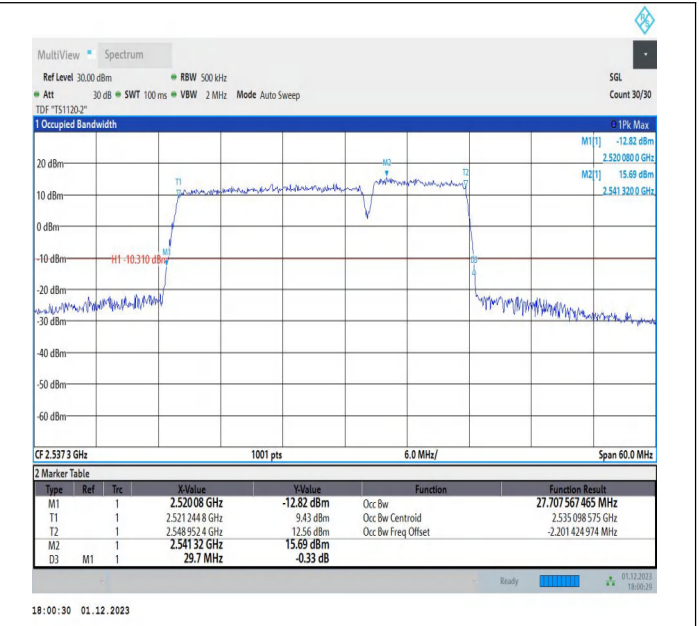 MultiView Spectrum
Ref Level 30.00 dBm RBW 500 kHz SGL
Att 30 dB SWT 100 ms VBW 2 MHz Mode Auto Sweep Count 30/30
TDF "TS1120-2"
1 Occupied Bandwidth 1Pk Max
M1[1] -12.82 dBm
2.520 080 0 GHz
M2[1] 15.69 dBm
2.541 320 0 GHz
20 dBm
T1 M2 T2
10 dBm
0 dBm
-10 dBm H1 -10.310 dBm M1 D3
-20 dBm
-30 dBm
-40 dBm
-50 dBm
-60 dBm
CF 2.537 3 GHz 1001 pts 6.0 MHz/ Span 60.0 MHz
2 Marker Table
Type Ref Trc X-Value Y-Value Function Function Result
M1 1 2.520 08 GHz -12.82 dBm Occ Bw 27.707 567 465 MHz
T1 1 2.521 244 8 GHz 9.43 dBm Occ Bw Centroid 2.535 098 575 GHz
T2 1 2.548 952 4 GHz 12.56 dBm Occ Bw Freq Offset -2.201 424 974 MHz
M2 1 2.541 32 GHz 15.69 dBm
D3 M1 1 29.7 MHz -0.33 dB
Ready 01.12.2023
18:00:29
18:00:30 01.12.2023